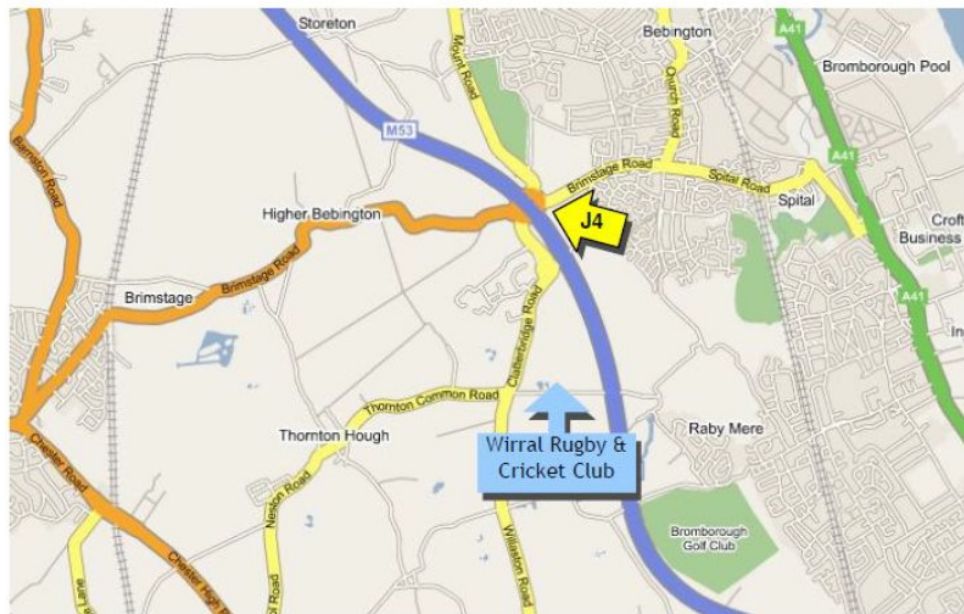 Storeton
Mount Road
Bebington
A41
Bromborough Pool
M53
Church Road
Barnston Road
Brimstage Road
Spital Road
A41
Higher Bebington
J4
Spital
Croft
Business
Brimstage Road
Brimstage
Clatterbridge Road
A41
Thornton Common Road
Thornton Hough
Wirral Rugby &
Cricket Club
Raby Mere
Chester Road
Neston Road
Willaston Road
Bromborough
Golf Club
Chester High
Road
Lane